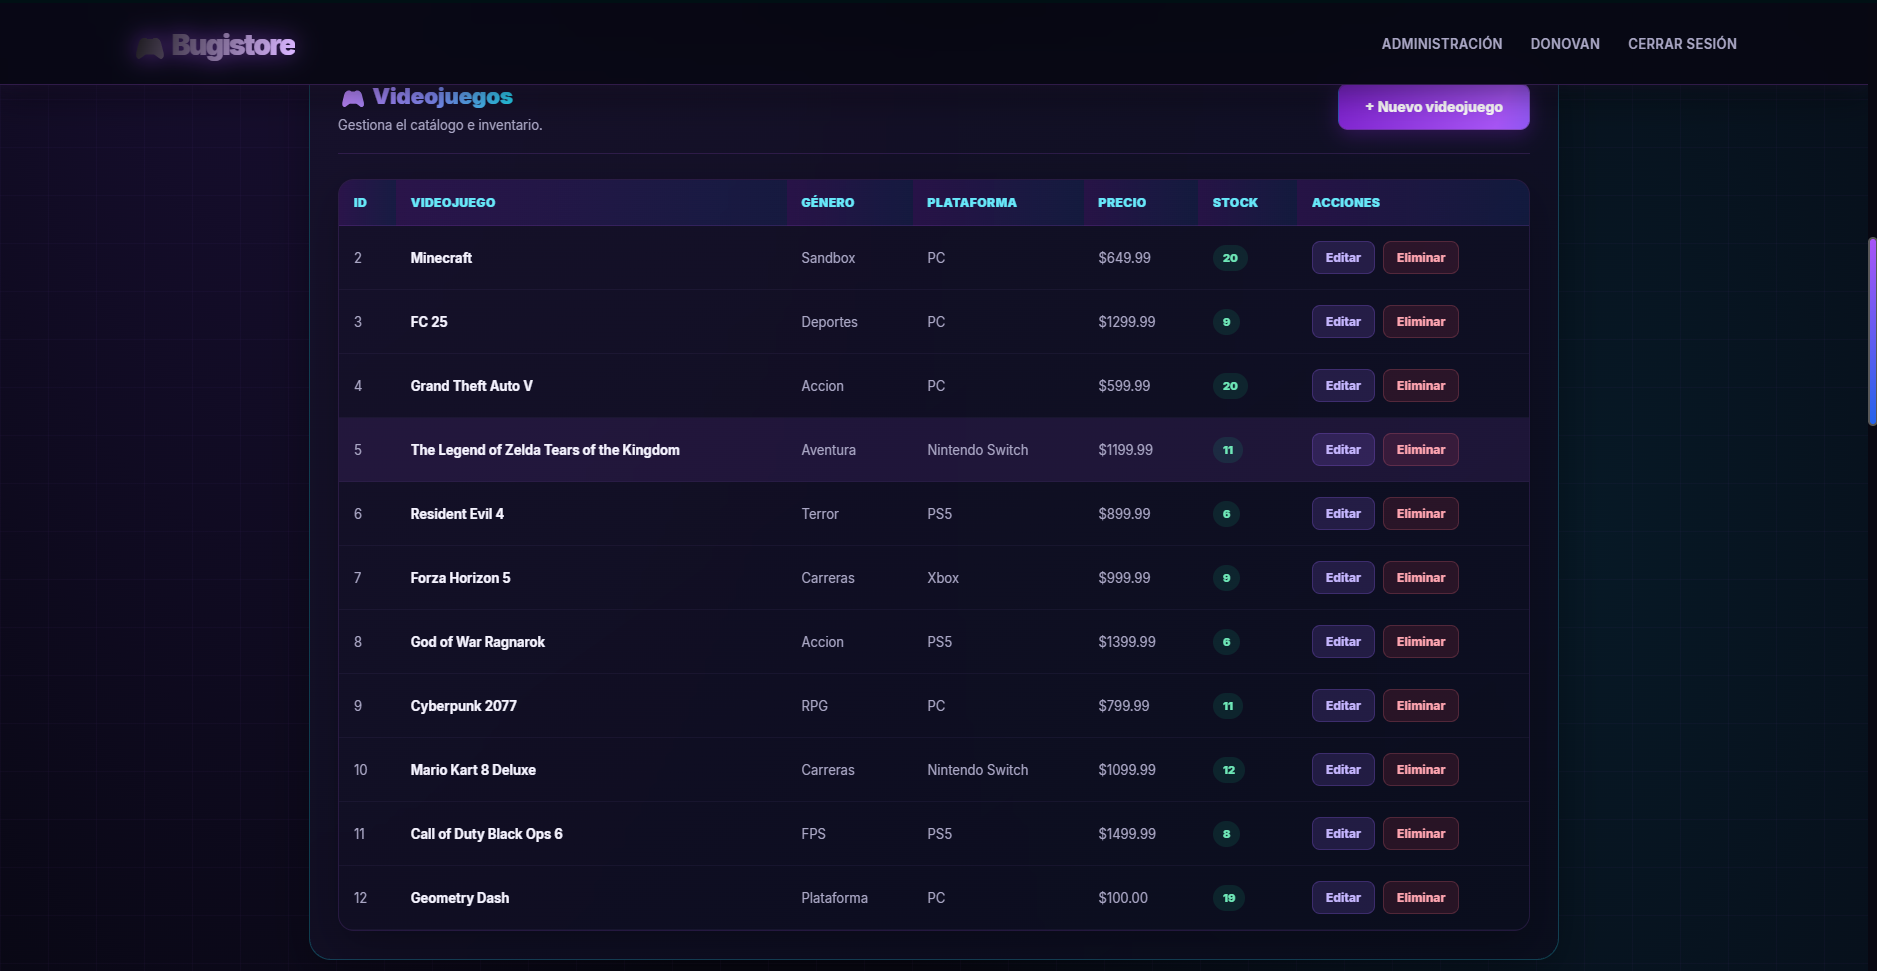 Bugistore
ADMINISTRACIÓN DONOVAN CERRAR SESIÓN
Videojuegos
+ Nuevo videojuego
Gestiona el catálogo e inventario.
ID VIDEOJUEGO GÉNERO PLATAFORMA PRECIO STOCK ACCIONES
2 Minecraft Sandbox PC $649.99 20 Editar Eliminar
3 FC 25 Deportes PC $1299.99 9 Editar Eliminar
4 Grand Theft Auto V Accion PC $599.99 20 Editar Eliminar
5 The Legend of Zelda Tears of the Kingdom Aventura Nintendo Switch $1199.99 11 Editar Eliminar
6 Resident Evil 4 Terror PS5 $899.99 6 Editar Eliminar
7 Forza Horizon 5 Carreras Xbox $999.99 9 Editar Eliminar
8 God of War Ragnarok Accion PS5 $1399.99 6 Editar Eliminar
9 Cyberpunk 2077 RPG PC $799.99 11 Editar Eliminar
10 Mario Kart 8 Deluxe Carreras Nintendo Switch $1099.99 12 Editar Eliminar
11 Call of Duty Black Ops 6 FPS PS5 $1499.99 8 Editar Eliminar
12 Geometry Dash Plataforma PC $100.00 19 Editar Eliminar